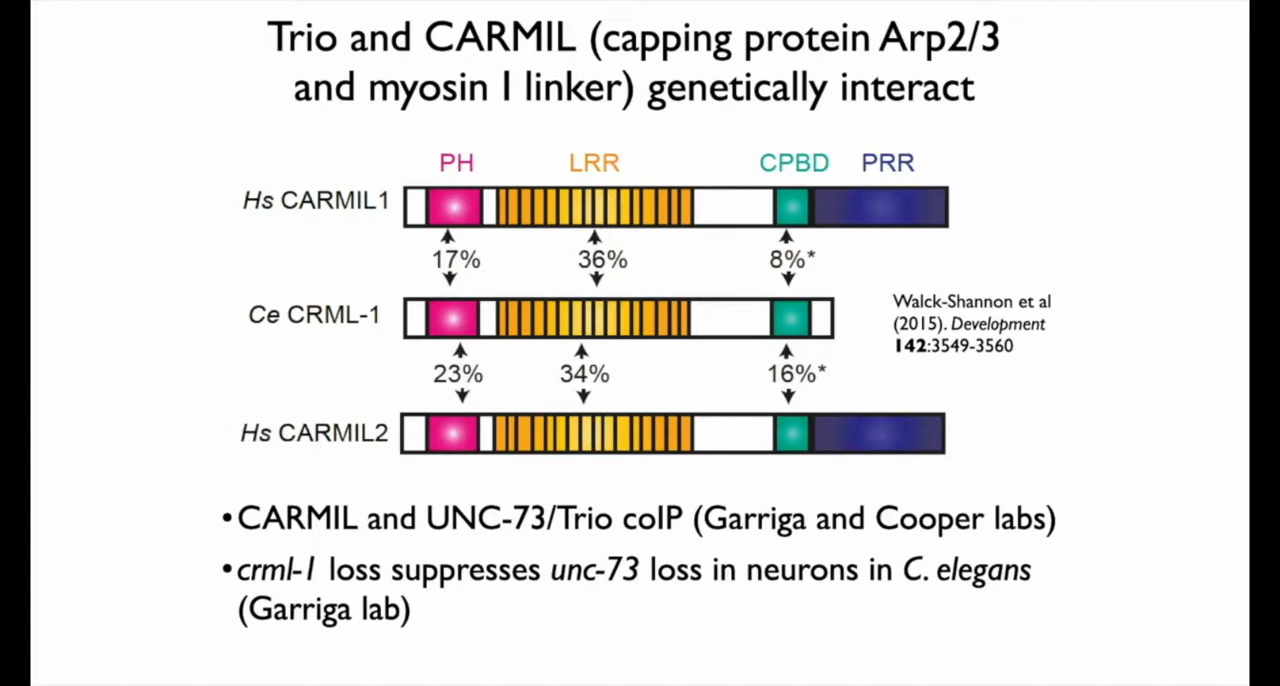 Trio and CARMIL (capping protein Arp2/3
and myosin I linker) genetically interact
PH LRR CPBD PRR
Hs CARMIL1
17% 36% 8%*
Ce CRML-1
Walck-Shannon et al
(2015). Development
142:3549-3560
23% 34% 16%*
Hs CARMIL2
•CARMIL and UNC-73/Trio coIP (Garriga and Cooper labs)
•crml-1 loss suppresses unc-73 loss in neurons in C. elegans
(Garriga lab)